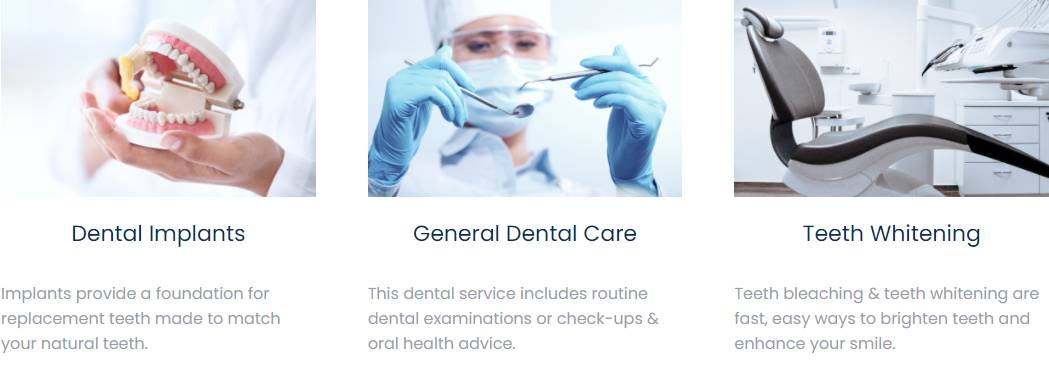 Dental Implants
Implants provide a foundation for
replacement teeth made to match
your natural teeth.
General Dental Care
This dental service includes routine
dental examinations or check-ups &
oral health advice.
Teeth Whitening
Teeth bleaching & teeth whitening are
fast, easy ways to brighten teeth and
enhance your smile.